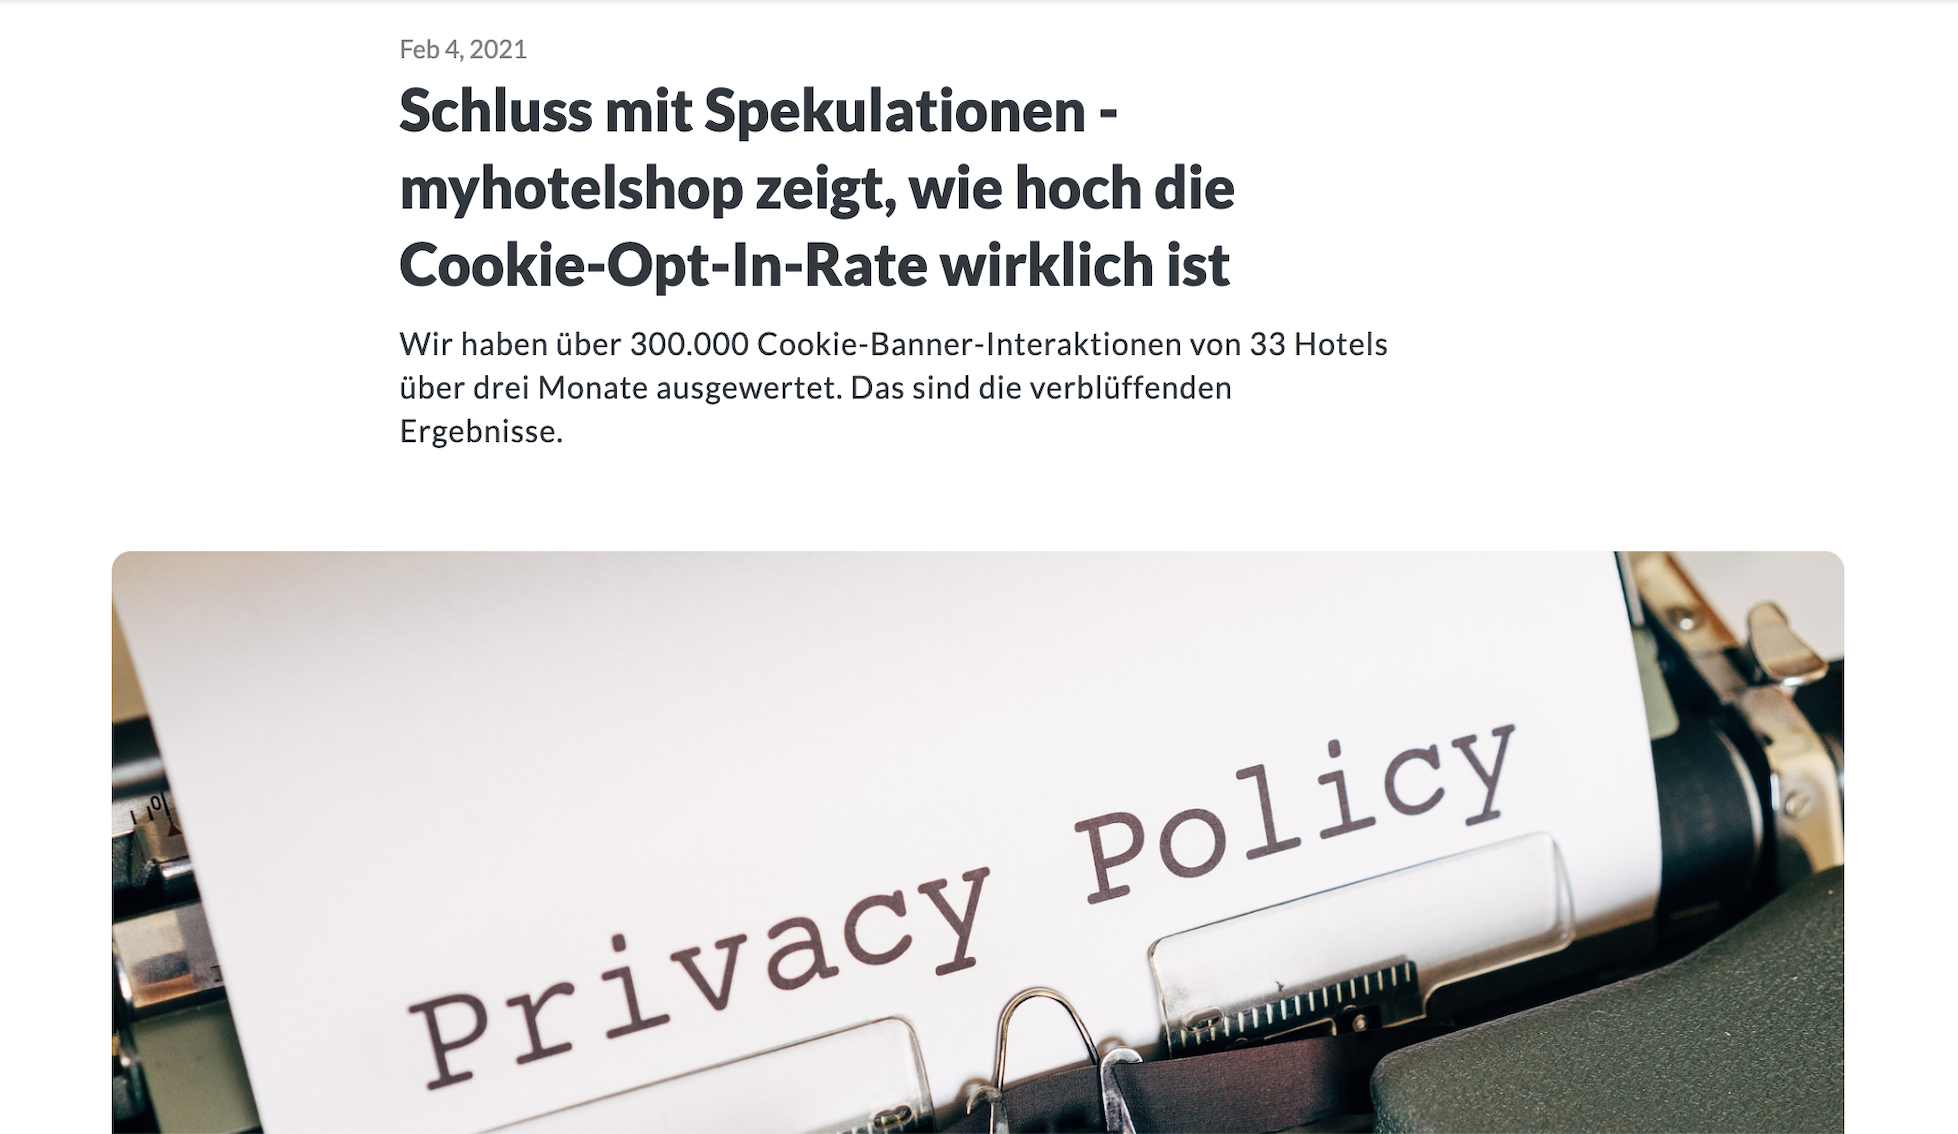 Feb 4, 2021
Schluss mit Spekulationen -
myhotelshop zeigt, wie hoch die
Cookie-Opt-In-Rate wirklich ist
Wir haben über 300.000 Cookie-Banner-Interaktionen von 33 Hotels
über drei Monate ausgewertet. Das sind die verblüffenden
Ergebnisse.
Privacy Policy